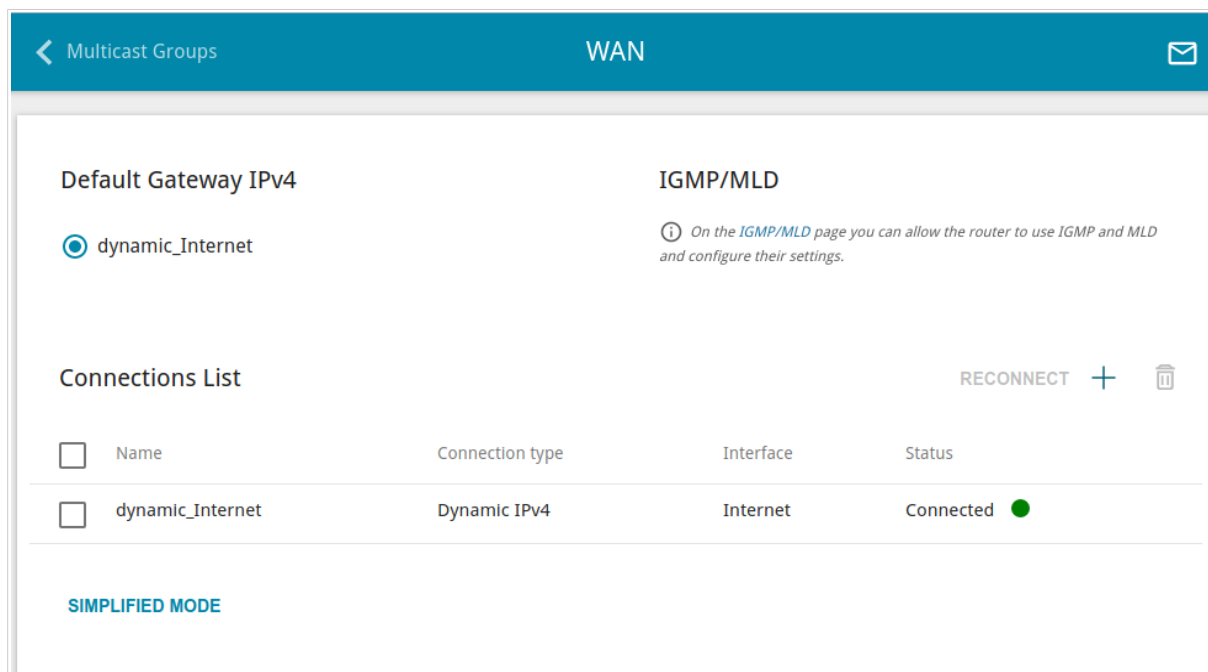 Multicast Groups
WAN
Default Gateway IPv4
dynamic_Internet
IGMP/MLD
On the IGMP/MLD page you can allow the router to use IGMP and MLD
and configure their settings.
Connections List
RECONNECT
Name Connection type Interface Status
dynamic_Internet Dynamic IPv4 Internet Connected
SIMPLIFIED MODE